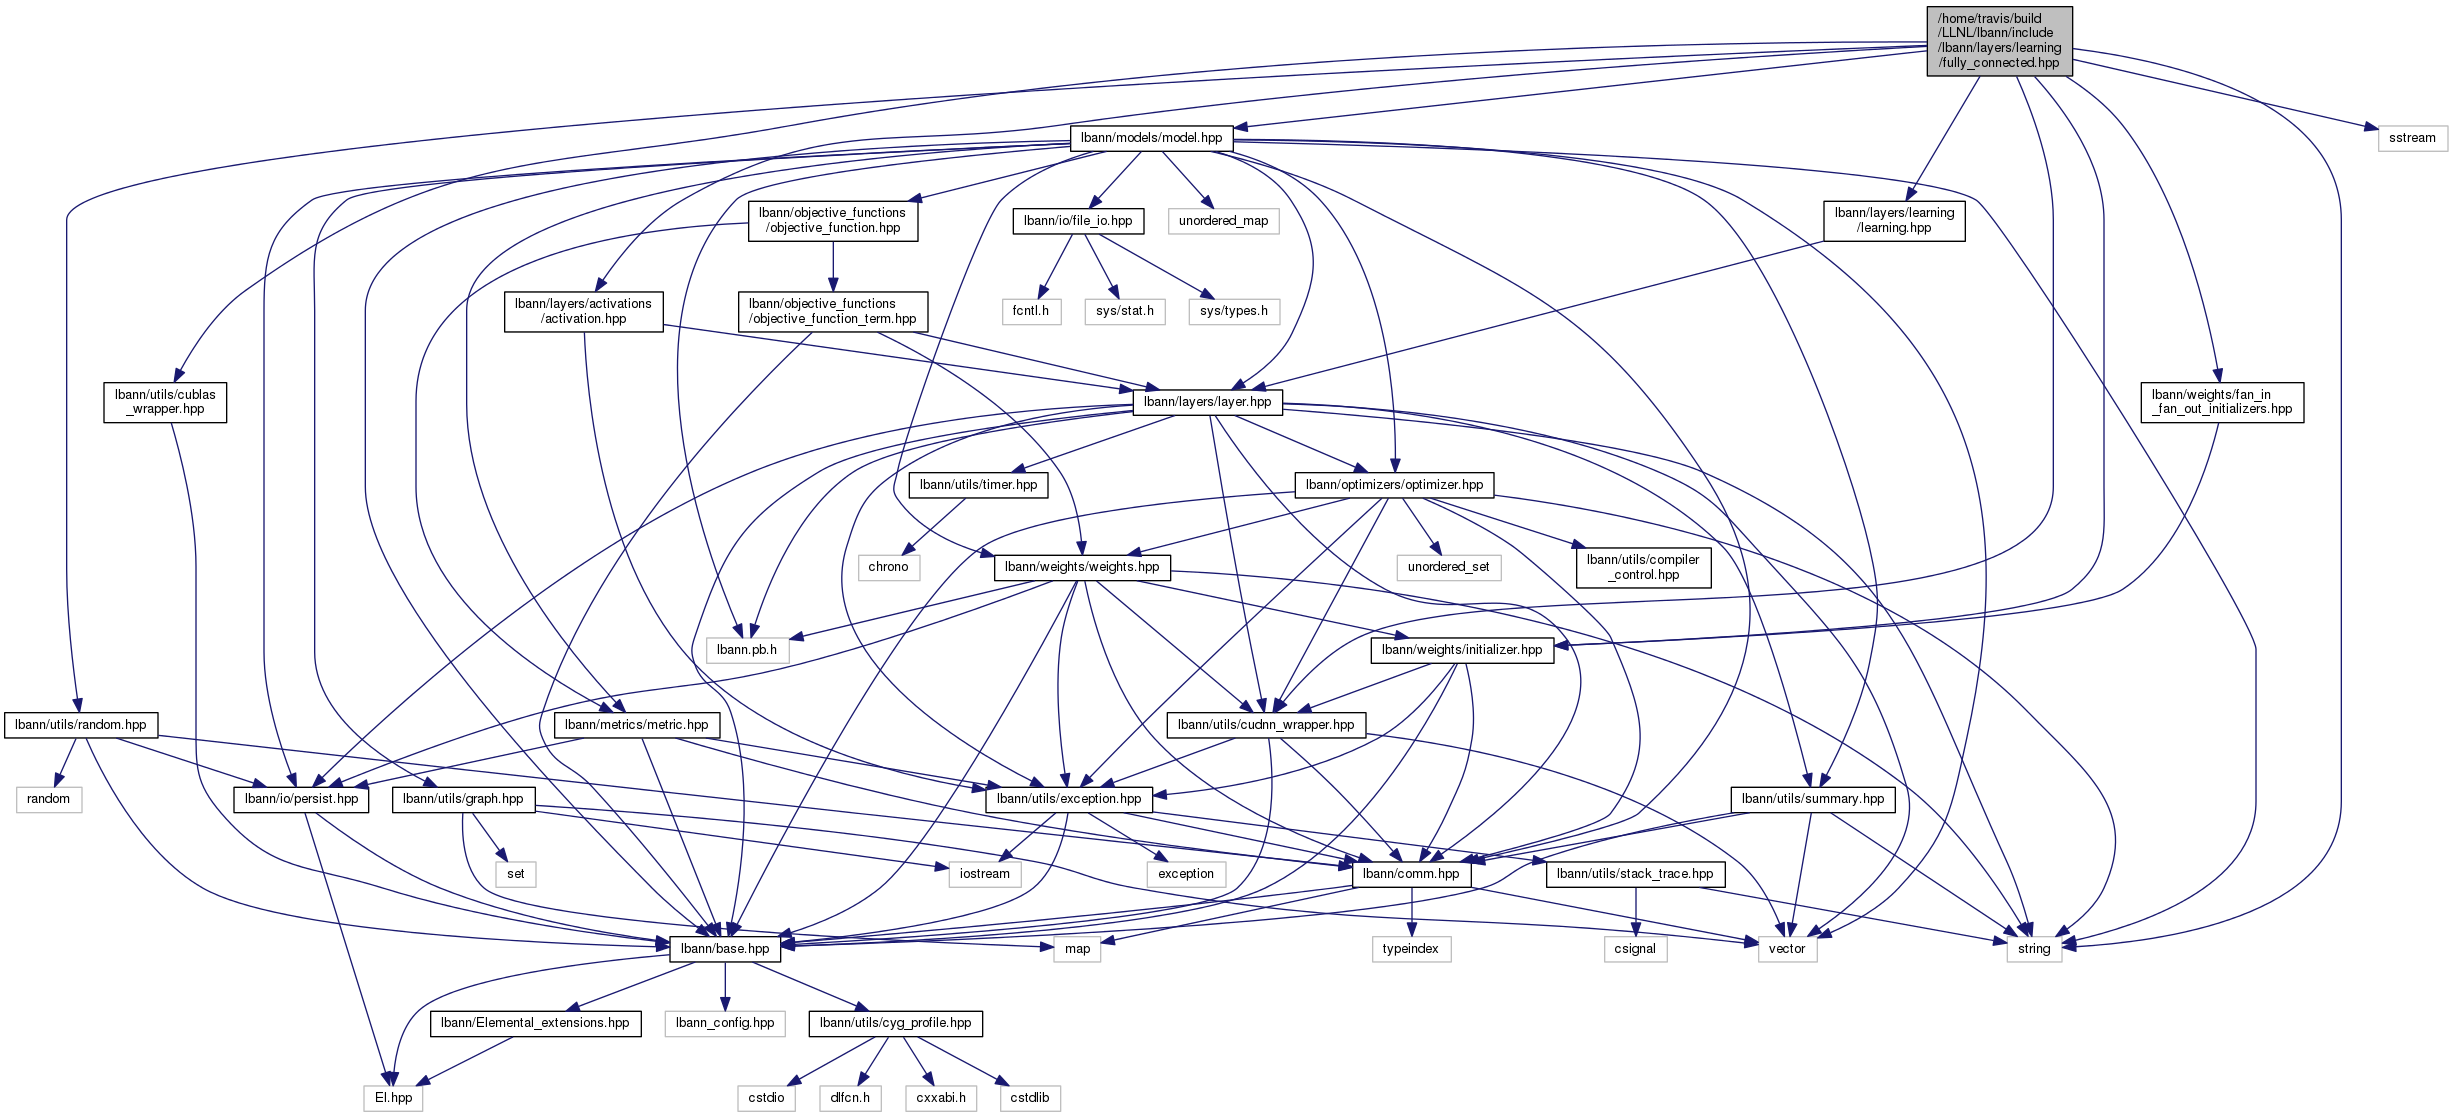 /home/travis/build
/LLNL/lbann/include
/lbann/layers/learning
/fully_connected.hpp
lbann/models/model.hpp
sstream
lbann/objective_functions
/objective_function.hpp
lbann/io/file_io.hpp
unordered_map
lbann/layers/learning
/learning.hpp
lbann/layers/activations
/activation.hpp
lbann/objective_functions
/objective_function_term.hpp
fcntl.h
sys/stat.h
sys/types.h
lbann/utils/cublas
_wrapper.hpp
lbann/layers/layer.hpp
lbann/weights/fan_in
_fan_out_initializers.hpp
lbann/utils/timer.hpp
lbann/optimizers/optimizer.hpp
chrono
lbann/weights/weights.hpp
unordered_set
lbann/utils/compiler
_control.hpp
lbann.pb.h
lbann/weights/initializer.hpp
lbann/utils/random.hpp
lbann/metrics/metric.hpp
lbann/utils/cudnn_wrapper.hpp
random
lbann/io/persist.hpp
lbann/utils/graph.hpp
lbann/utils/exception.hpp
lbann/utils/summary.hpp
set
iostream
exception
lbann/comm.hpp
lbann/utils/stack_trace.hpp
lbann/base.hpp
map
typeindex
csignal
vector
string
lbann/Elemental_extensions.hpp
lbann_config.hpp
lbann/utils/cyg_profile.hpp
El.hpp
cstdio
dlfcn.h
cxxabi.h
cstdlib